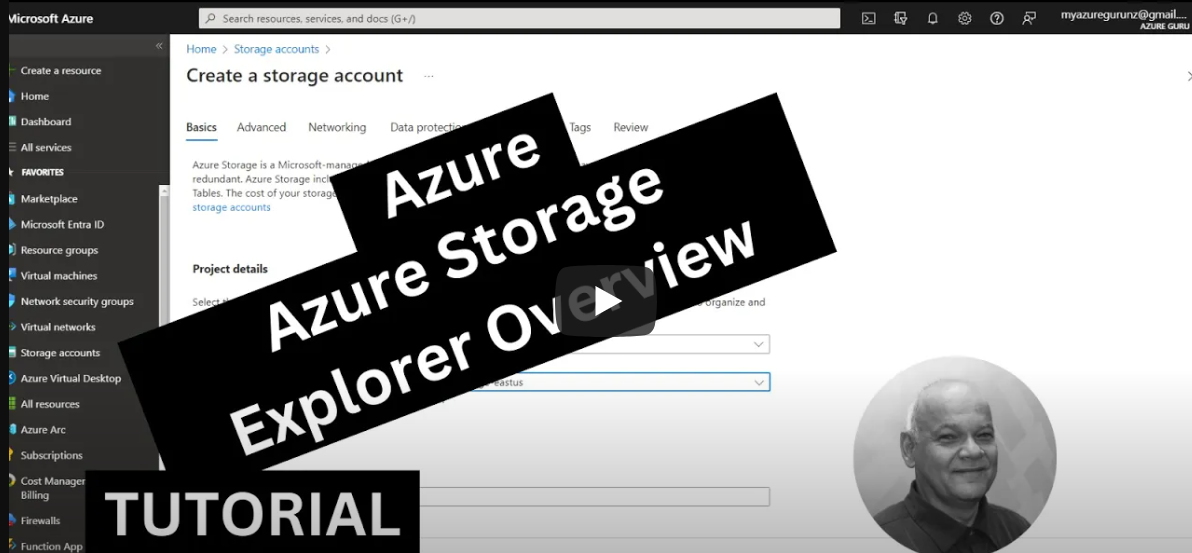 Microsoft Azure
Search resources, services, and docs (G+/)
myazuregurunz@gmail....
AZURE GURU
Create a resource
Home
Dashboard
All services
FAVORITES
Marketplace
Microsoft Entra ID
Resource groups
Virtual machines
Network security groups
Virtual networks
Storage accounts
Azure Virtual Desktop
All resources
Azure Arc
Subscriptions
Cost Manager
Billing
Firewalls
Function App
Home > Storage accounts >
Create a storage account ...
Basics Advanced Networking Data protection Tags Review
Azure Storage is a Microsoft-manage
redundant. Azure Storage incl
Tables. The cost of your storage
storage accounts
Project details
Select th
organize and
eastus
Azure
Azure Storage
Explorer Overview
TUTORIAL